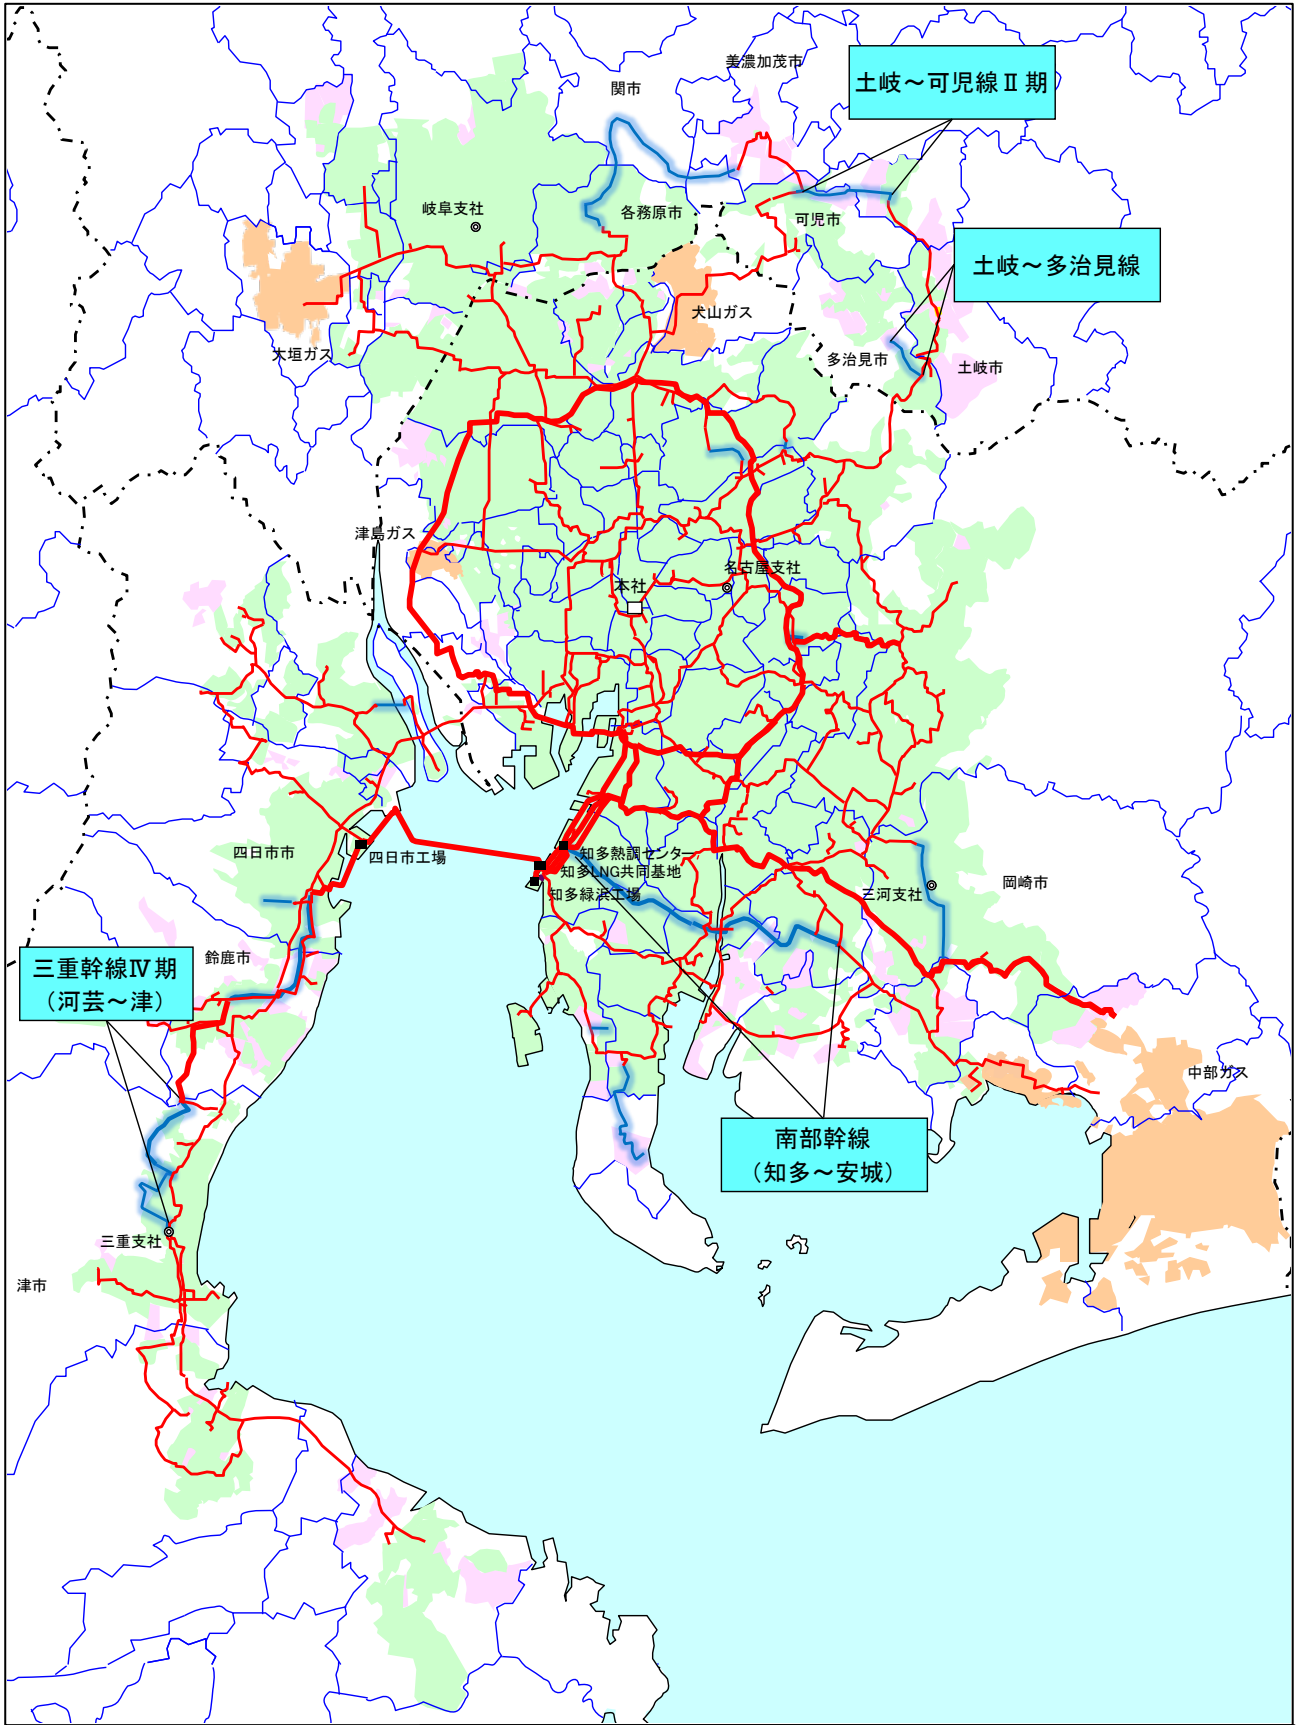 美濃加茂市
土岐～可児線Ⅱ期
関市
岐阜支社
各務原市
可児市
土岐～多治見線
犬山ガス
大垣ガス
多治見市
土岐市
津島ガス
名古屋支社
本社
四日市市
四日市工場
知多熱調センター
知多LNG共同基地
知多緑浜工場
三河支社
岡崎市
三重幹線Ⅳ期
（河芸～津）
鈴鹿市
中部ガス
南部幹線
（知多～安城）
三重支社
津市